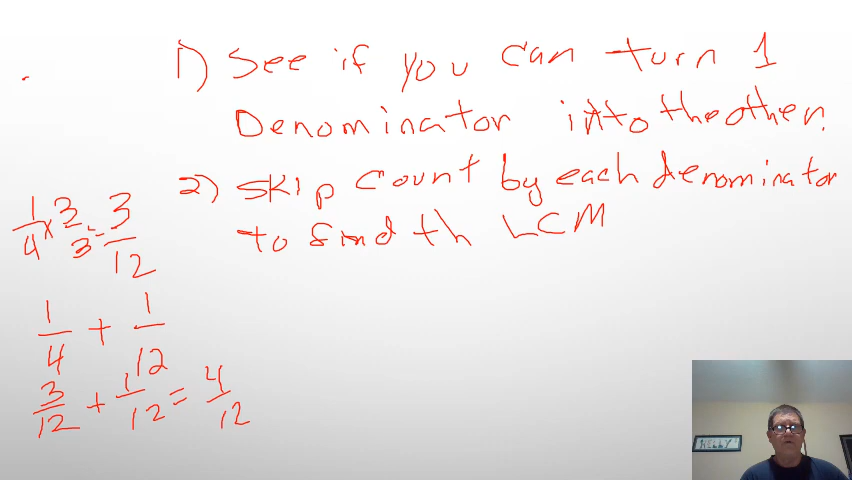 1) See if you can turn 1
Denominator into the other.
2) Skip count by each denominator
to find th LCM
1/4 x 3/3 = 3/12
1/4 + 1/12
3/12 + 1/12 = 4/12
KELLY